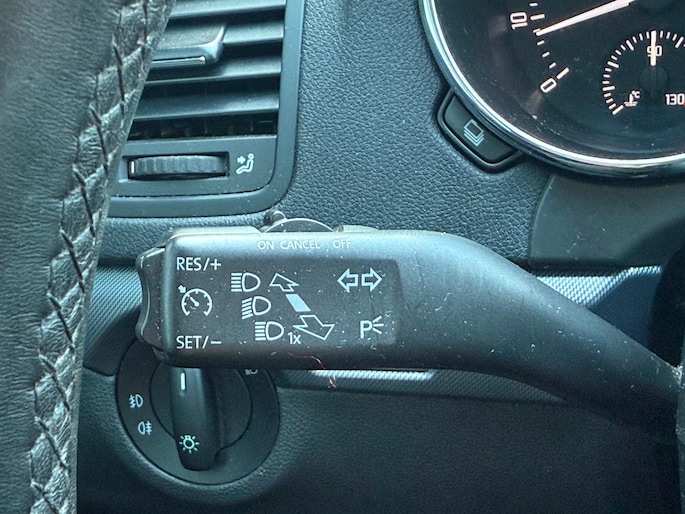 10
0
90
°C
130
ON CANCEL OFF
RES/+
SET/-
1x
P